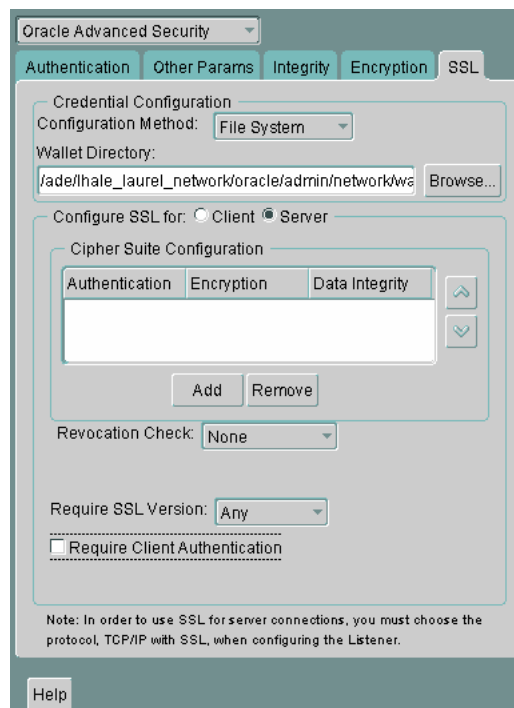 Oracle Advanced Security
Authentication Other Params Integrity Encryption SSL
Credential Configuration
Configuration Method: File System
Wallet Directory:
/ade/lhale_laurel_network/oracle/admin/network/wa Browse...
Configure SSL for: Client Server
Cipher Suite Configuration
Authentication Encryption Data Integrity
Add Remove
Revocation Check: None
Require SSL Version: Any
Require Client Authentication
Note: In order to use SSL for server connections, you must choose the
protocol, TCP/IP with SSL, when configuring the Listener.
Help